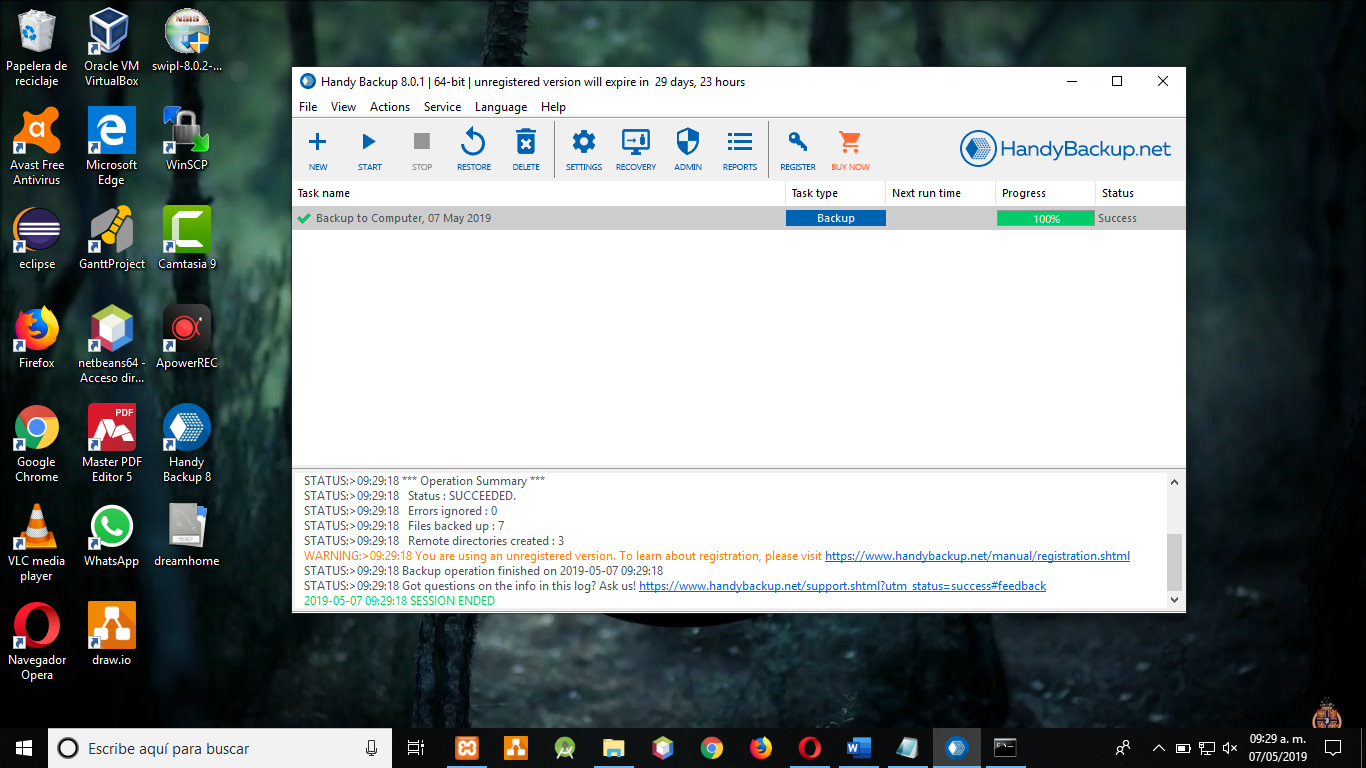 Papelera de
reciclaje
Oracle VM
VirtualBox
NSIS
swipl-8.0.2-...
Avast Free
Antivirus
Microsoft
Edge
WinSCP
eclipse
GanttProject
Camtasia 9
Firefox
netbeans64 -
Acceso dir...
ApowerREC
Google
Chrome
PDF
Master PDF
Editor 5
Handy
Backup 8
VLC media
player
WhatsApp
dreamhome
Navegador
Opera
draw.io
Handy Backup 8.0.1 | 64-bit | unregistered version will expire in 29 days, 23 hours
File View Actions Service Language Help
NEW START STOP RESTORE DELETE SETTINGS RECOVERY ADMIN REPORTS REGISTER BUY NOW
HandyBackup.net
Task name Task type Next run time Progress Status
Backup to Computer, 07 May 2019 Backup 100% Success
STATUS:> 09:29:18 *** Operation Summary ***
STATUS:> 09:29:18 Status : SUCCEEDED.
STATUS:> 09:29:18 Errors ignored : 0
STATUS:> 09:29:18 Files backed up : 7
STATUS:> 09:29:18 Remote directories created : 3
WARNING:> 09:29:18 You are using an unregistered version. To learn about registration, please visit https://www.handybackup.net/manual/registration.shtml
STATUS:> 09:29:18 Backup operation finished on 2019-05-07 09:29:18
STATUS:> 09:29:18 Got questions on the info in this log? Ask us! https://www.handybackup.net/support.shtml?utm_status=success#feedback
2019-05-07 09:29:18 SESSION ENDED
Escribe aquí para buscar
09:29 a. m.
07/05/2019